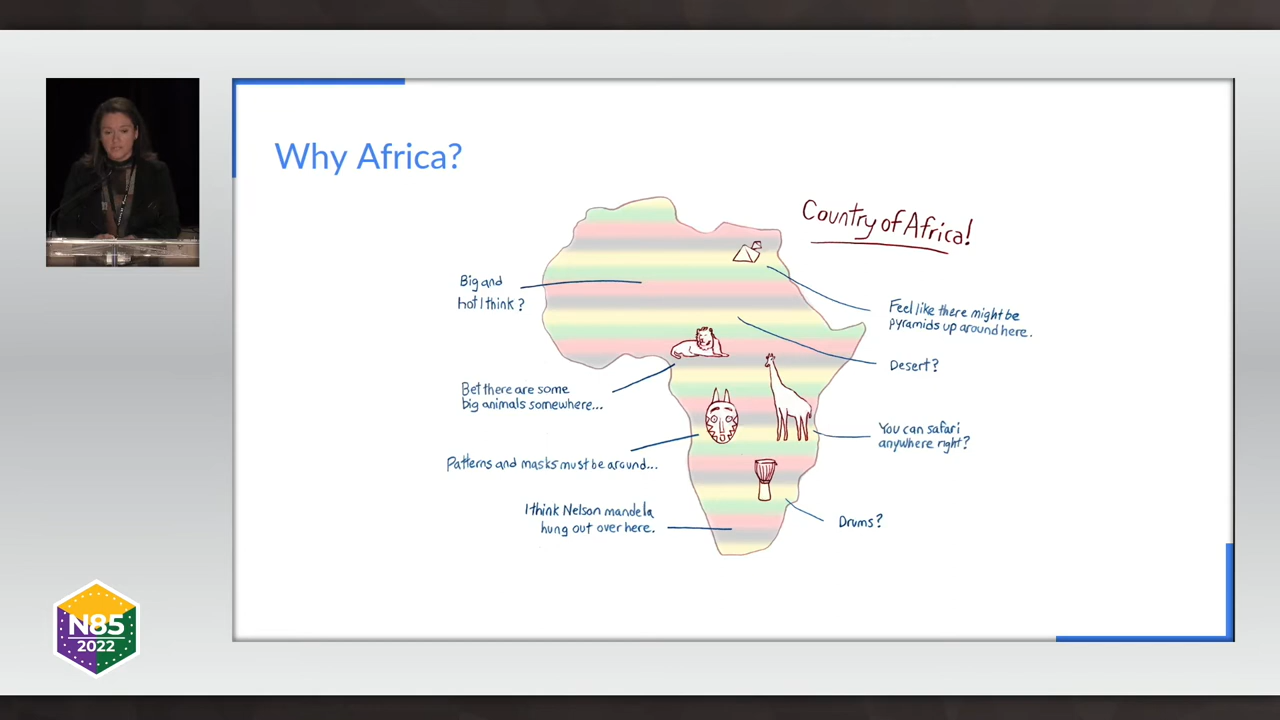 Why Africa?
Country of Africa!
Big and
hot I think?
Feel like there might be
pyramids up around here.
Desert?
Bet there are some
big animals somewhere...
You can safari
anywhere right?
Patterns and masks must be around...
I think Nelson mandela
hung out over here.
Drums?
N85
2022